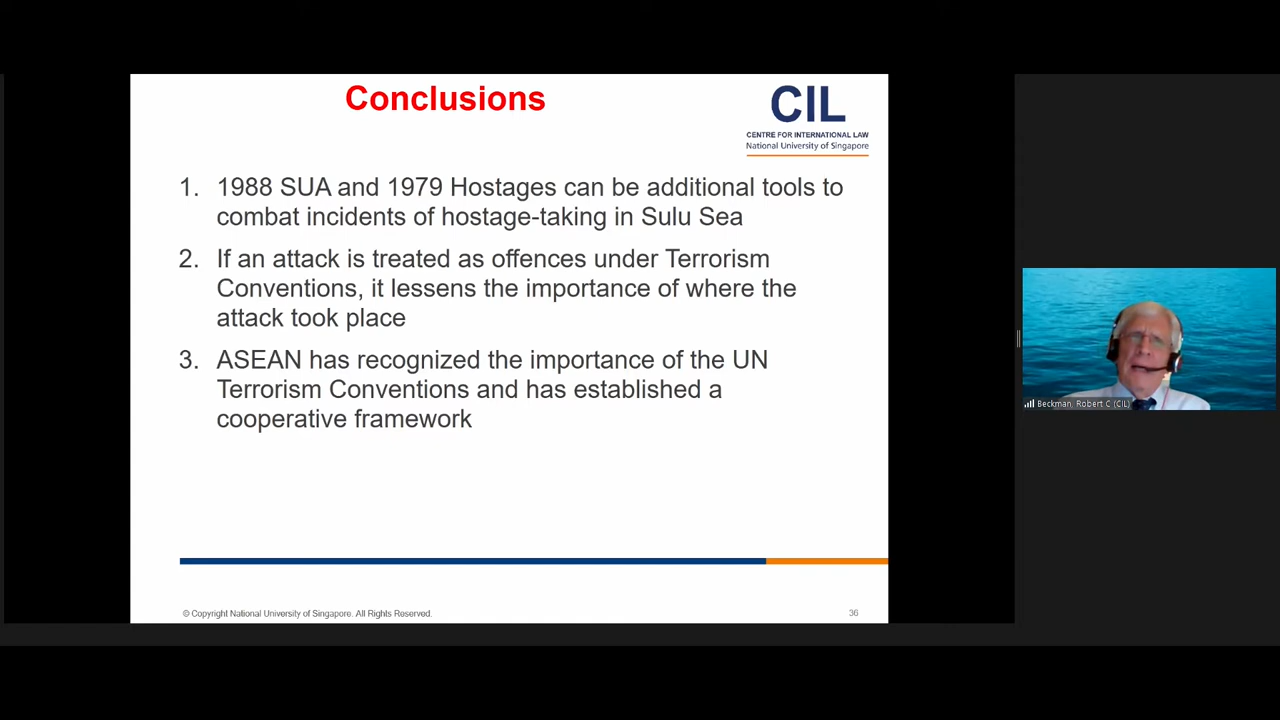 Conclusions
CIL
CENTRE FOR INTERNATIONAL LAW
National University of Singapore
1. 1988 SUA and 1979 Hostages can be additional tools to
combat incidents of hostage-taking in Sulu Sea
2. If an attack is treated as offences under Terrorism
Conventions, it lessens the importance of where the
attack took place
3. ASEAN has recognized the importance of the UN
Terrorism Conventions and has established a
cooperative framework
© Copyright National University of Singapore. All Rights Reserved.
36
Beckman, Robert C (CIL)